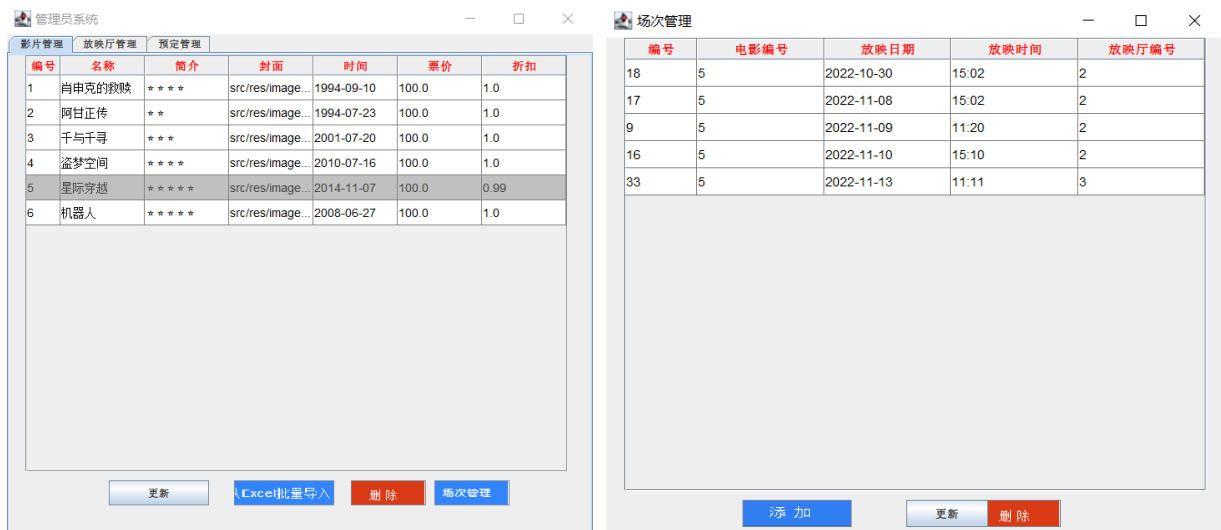 管理员系统
影片管理 放映厅管理 预定管理
编号 名称 简介 封面 时间 票价 折扣
1 肖申克的救赎 **** src/res/image... 1994-09-10 100.0 1.0
2 阿甘正传 ** src/res/image... 1994-07-23 100.0 1.0
3 千与千寻 *** src/res/image... 2001-07-20 100.0 1.0
4 盗梦空间 **** src/res/image... 2010-07-16 100.0 1.0
5 星际穿越 ***** src/res/image... 2014-11-07 100.0 0.99
6 机器人 ***** src/res/image... 2008-06-27 100.0 1.0
更新 从Excel批量导入 删除 场次管理
场次管理
编号 电影编号 放映日期 放映时间 放映厅编号
18 5 2022-10-30 15:02 2
17 5 2022-11-08 15:02 2
9 5 2022-11-09 11:20 2
16 5 2022-11-10 15:10 2
33 5 2022-11-13 11:11 3
添加 更新 删除